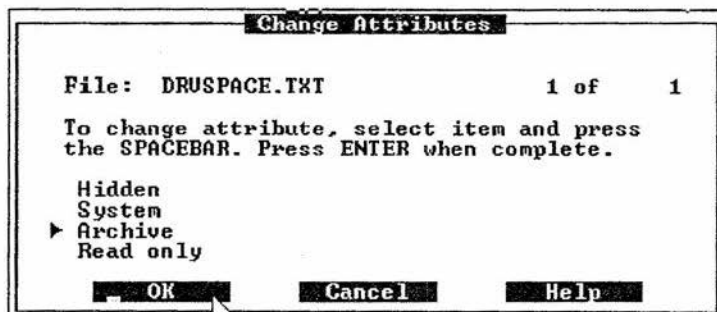 Change Attributes
File: DRVSPACE.TXT 1 of 1
To change attribute, select item and press
the SPACEBAR. Press ENTER when complete.
Hidden
System
Archive
Read only
OK Cancel Help